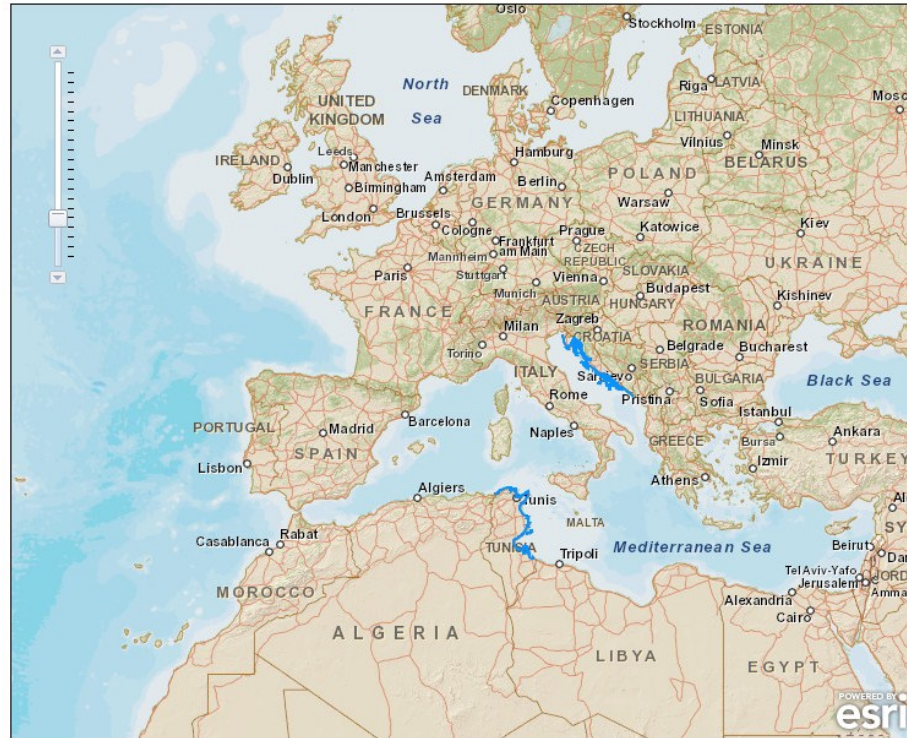 Oslo
Stockholm
ESTONIA
North
Sea
DENMARK
Riga
LATVIA
Copenhagen
UNITED
KINGDOM
LITHUANIA
Vilnius
Minsk
BELARUS
IRELAND
Leeds
Manchester
Dublin
Birmingham
Hamburg
Amsterdam
Berlin
POLAND
Warsaw
London
GERMANY
Brussels
Cologne
Prague
Katowice
Kiev
Frankfurt
am Main
Mannheim
CZECH
REPUBLIC
UKRAINE
Paris
Stuttgart
Vienna
SLOVAKIA
Munich
Budapest
AUSTRIA
HUNGARY
Kishinev
FRANCE
Zagreb
Milan
CROATIA
ROMANIA
Torino
Belgrade
Bucharest
ITALY
SERBIA
BULGARIA
Black Sea
Pristina
Sofia
Rome
Barcelona
Istanbul
PORTUGAL
Madrid
Naples
GREECE
Bursa
Ankara
SPAIN
Izmir
TURKEY
Lisbon
Athens
Algiers
Tunis
MALTA
Casablanca
Rabat
TUNISIA
Tripoli
Mediterranean Sea
Beirut
Tel Aviv-Yafo
Jerusalem
MOROCCO
Alexandria
Cairo
ALGERIA
LIBYA
EGYPT
POWERED BY
esri